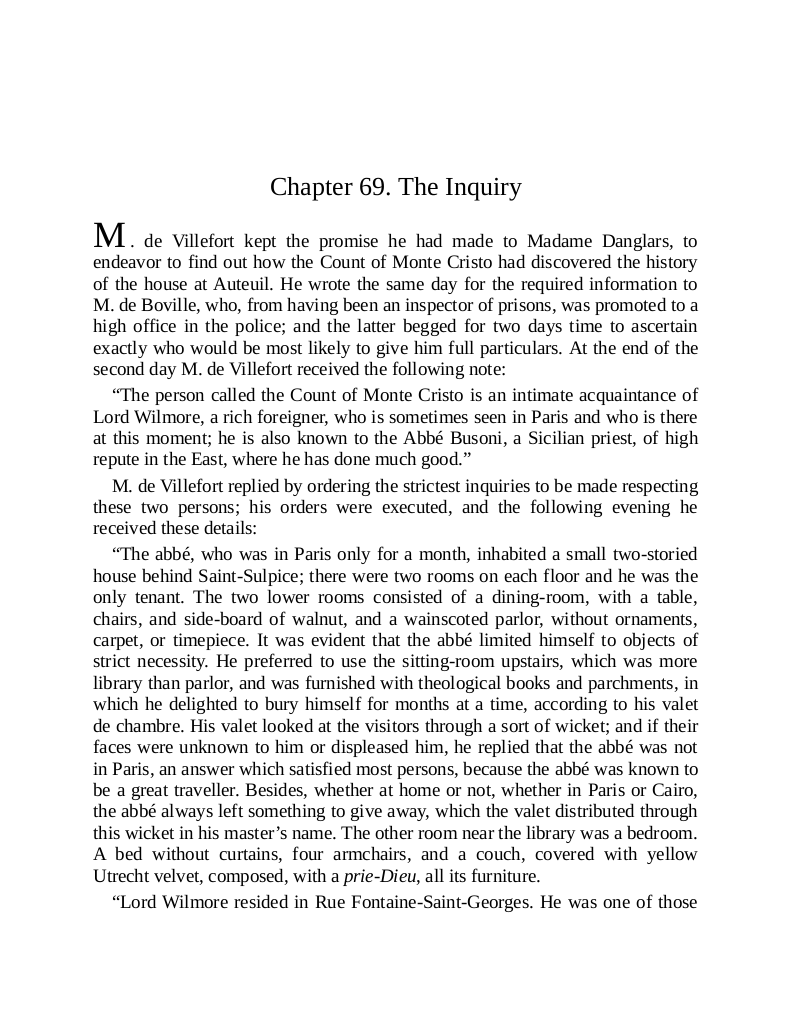 Chapter 69. The Inquiry
M. de Villefort kept the promise he had made to Madame Danglars, to
endeavor to find out how the Count of Monte Cristo had discovered the history
of the house at Auteuil. He wrote the same day for the required information to
M. de Boville, who, from having been an inspector of prisons, was promoted to a
high office in the police; and the latter begged for two days time to ascertain
exactly who would be most likely to give him full particulars. At the end of the
second day M. de Villefort received the following note:
“The person called the Count of Monte Cristo is an intimate acquaintance of
Lord Wilmore, a rich foreigner, who is sometimes seen in Paris and who is there
at this moment; he is also known to the Abbé Busoni, a Sicilian priest, of high
repute in the East, where he has done much good.”
M. de Villefort replied by ordering the strictest inquiries to be made respecting
these two persons; his orders were executed, and the following evening he
received these details:
“The abbé, who was in Paris only for a month, inhabited a small two-storied
house behind Saint-Sulpice; there were two rooms on each floor and he was the
only tenant. The two lower rooms consisted of a dining-room, with a table,
chairs, and side-board of walnut, and a wainscoted parlor, without ornaments,
carpet, or timepiece. It was evident that the abbé limited himself to objects of
strict necessity. He preferred to use the sitting-room upstairs, which was more
library than parlor, and was furnished with theological books and parchments, in
which he delighted to bury himself for months at a time, according to his valet
de chambre. His valet looked at the visitors through a sort of wicket; and if their
faces were unknown to him or displeased him, he replied that the abbé was not
in Paris, an answer which satisfied most persons, because the abbé was known to
be a great traveller. Besides, whether at home or not, whether in Paris or Cairo,
the abbé always left something to give away, which the valet distributed through
this wicket in his master’s name. The other room near the library was a bedroom.
A bed without curtains, four armchairs, and a couch, covered with yellow
Utrecht velvet, composed, with a prie-Dieu, all its furniture.
“Lord Wilmore resided in Rue Fontaine-Saint-Georges. He was one of those